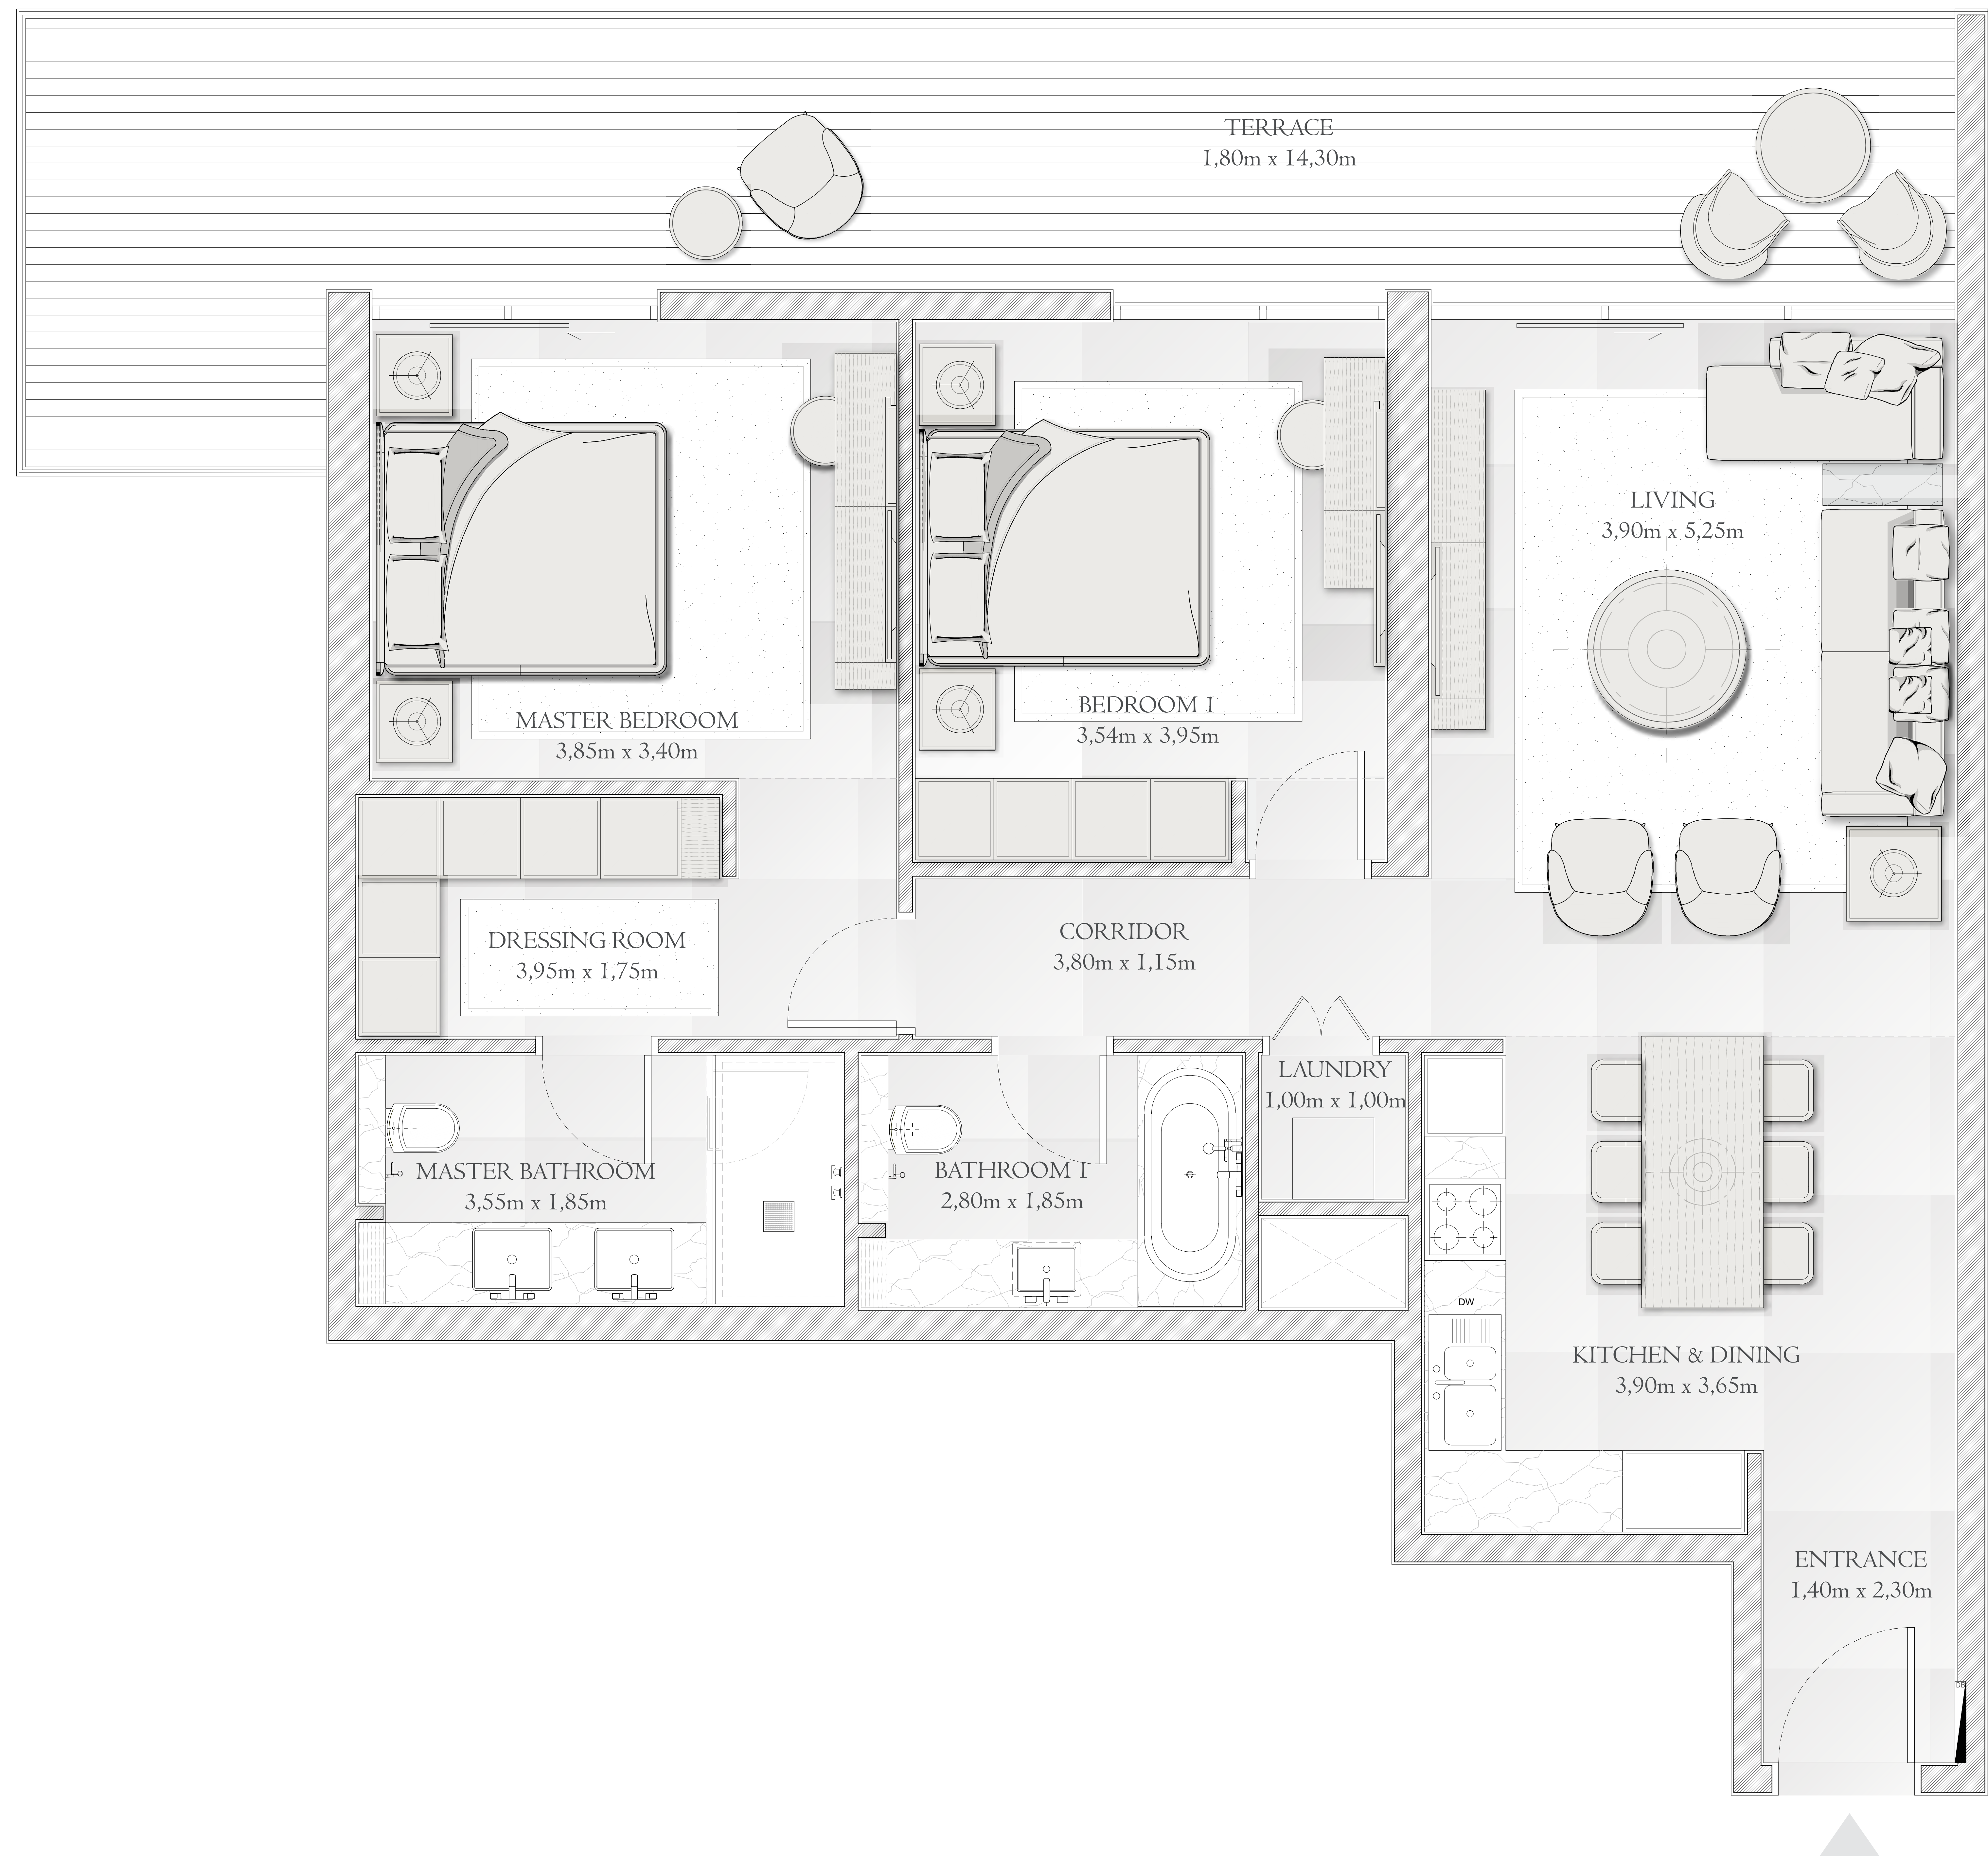 TERRACE
1,80m x 14,30m
LIVING
3,90m x 5,25m
MASTER BEDROOM
3,85m x 3,40m
BEDROOM I
3,54m x 3,95m
DRESSING ROOM
3,95m x 1,75m
CORRIDOR
3,80m x 1,15m
LAUNDRY
1,00m x 1,00m
MASTER BATHROOM
3,55m x 1,85m
BATHROOM I
2,80m x 1,85m
DW
KITCHEN & DINING
3,90m x 3,65m
ENTRANCE
1,40m x 2,30m